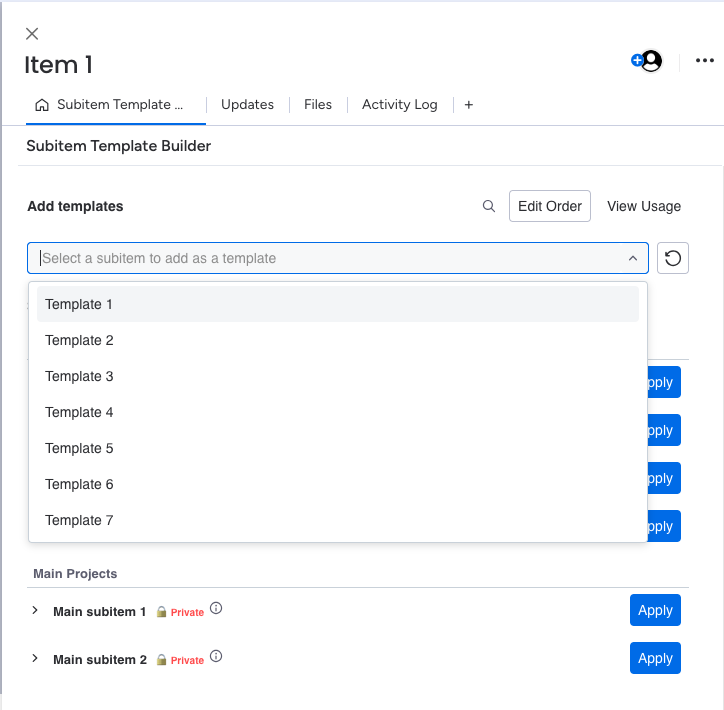 Item 1
Subitem Template ...
Updates
Files
Activity Log
+
Subitem Template Builder
Add templates
Edit Order
View Usage
Select a subitem to add as a template
Template 1
Template 2
Template 3
Template 4
Template 5
Template 6
Template 7
pply
pply
pply
pply
Main Projects
Main subitem 1 Private
Apply
Main subitem 2 Private
Apply